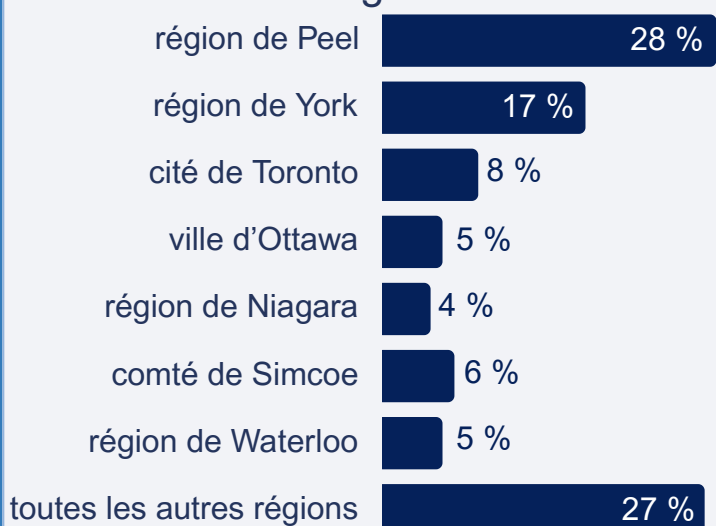 région de Peel 28 %
région de York 17 %
cité de Toronto 8 %
ville d’Ottawa 5 %
région de Niagara 4 %
comté de Simcoe 6 %
région de Waterloo 5 %
toutes les autres régions 27 %